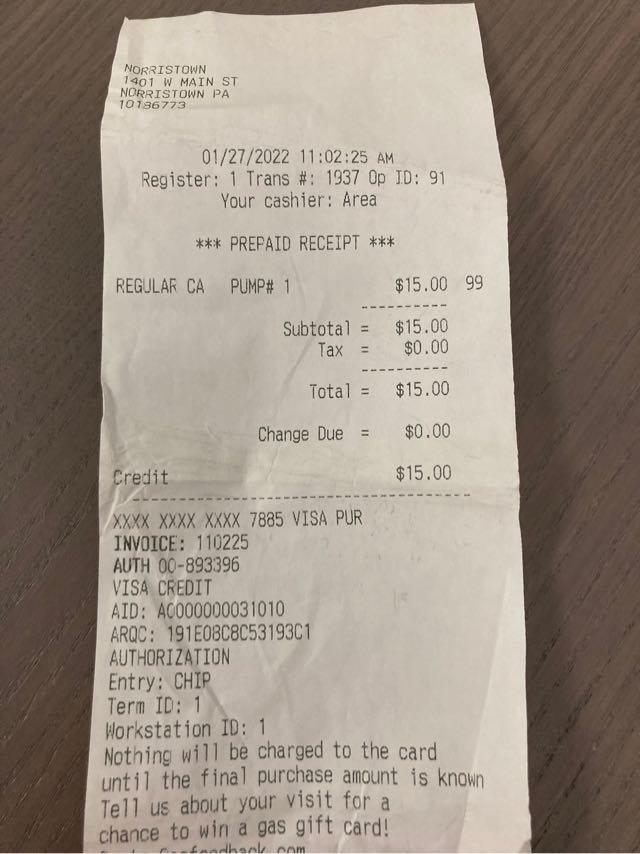 NORRISTOWN
1401 W MAIN ST
NORRISTOWN PA
10186773
01/27/2022 11:02:25 AM
Register: 1 Trans #: 1937 Op ID: 91
Your cashier: Area
*** PREPAID RECEIPT ***
REGULAR CA PUMP# 1 $15.00 99
Subtotal = $15.00
Tax = $0.00
Total = $15.00
Change Due = $0.00
Credit $15.00
XXXX XXXX XXXX 7885 VISA PUR
INVOICE: 110225
AUTH 00-893396
VISA CREDIT
AID: A0000000031010
ARQC: 191E08C8C53193C1
AUTHORIZATION
Entry: CHIP
Term ID: 1
Workstation ID: 1
Nothing will be charged to the card
until the final purchase amount is known
Tell us about your visit for a
chance to win a gas gift card!